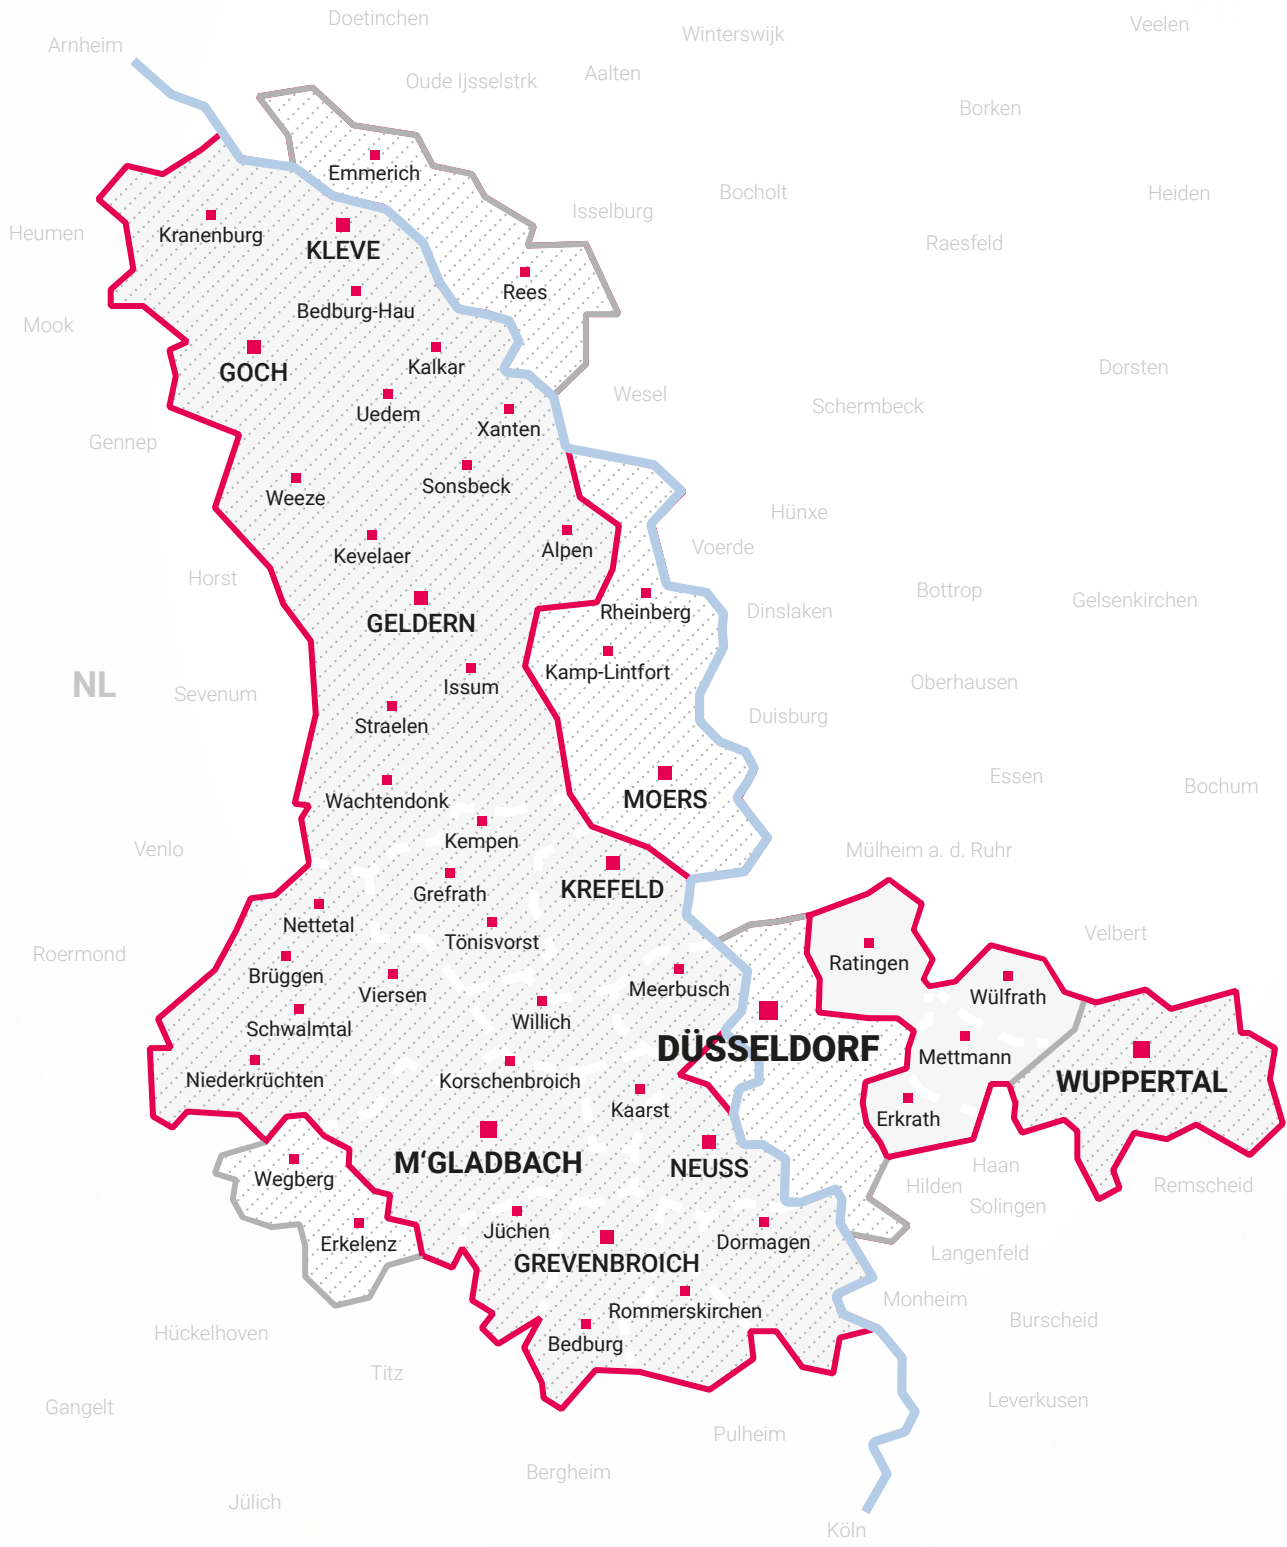 Doetinchen
Veelen
Winterswijk
Arnheim
Aalten
Oude Ijsselstrk
Borken
Emmerich
Bocholt
Heiden
Isselburg
Heumen
Kranenburg
KLEVE
Raesfeld
Rees
Bedburg-Hau
Mook
GOCH
Kalkar
Dorsten
Wesel
Uedem
Schermbeck
Xanten
Gennep
Sonsbeck
Weeze
Hünxe
Kevelaer
Alpen
Voerde
Horst
Bottrop
Gelsenkirchen
Rheinberg
Dinslaken
GELDERN
Kamp-Lintfort
NL
Issum
Oberhausen
Sevenum
Duisburg
Straelen
Essen
Bochum
Wachtendonk
MOERS
Kempen
Venlo
Mülheim a. d. Ruhr
KREFELD
Grefrath
Nettetal
Velbert
Tönisvorst
Roermond
Ratingen
Brüggen
Meerbusch
Viersen
Wülfrath
Willich
Schwalmtal
DÜSSELDORF
Mettmann
Niederkrüchten
Korschenbroich
WUPPERTAL
Kaarst
Erkrath
M‘GLADBACH
NEUSS
Haan
Wegberg
Hilden
Remscheid
Solingen
Jüchen
Erkelenz
Dormagen
Langenfeld
GREVENBROICH
Monheim
Rommerskirchen
Burscheid
Hückelhoven
Bedburg
Titz
Leverkusen
Gangelt
Pulheim
Bergheim
Jülich
Köln